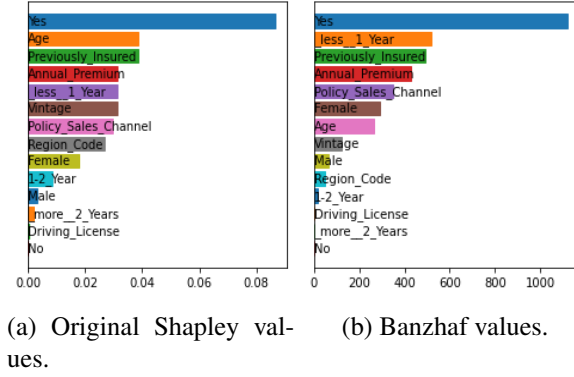 Yes
Age
Previously_Insured
Annual_Premium
_less__1_Year
Vintage
Policy_Sales_Channel
Region_Code
Female
1-2_Year
Male
_more__2_Years
Driving_License
No
0.00 0.02 0.04 0.06 0.08
(a) Original Shapley val-
ues.
Yes
_less__1_Year
Previously_Insured
Annual_Premium
Policy_Sales_Channel
Female
Age
Vintage
Male
Region_Code
1-2_Year
Driving_License
_more__2_Years
No
0 200 400 600 800 1000
(b) Banzhaf values.